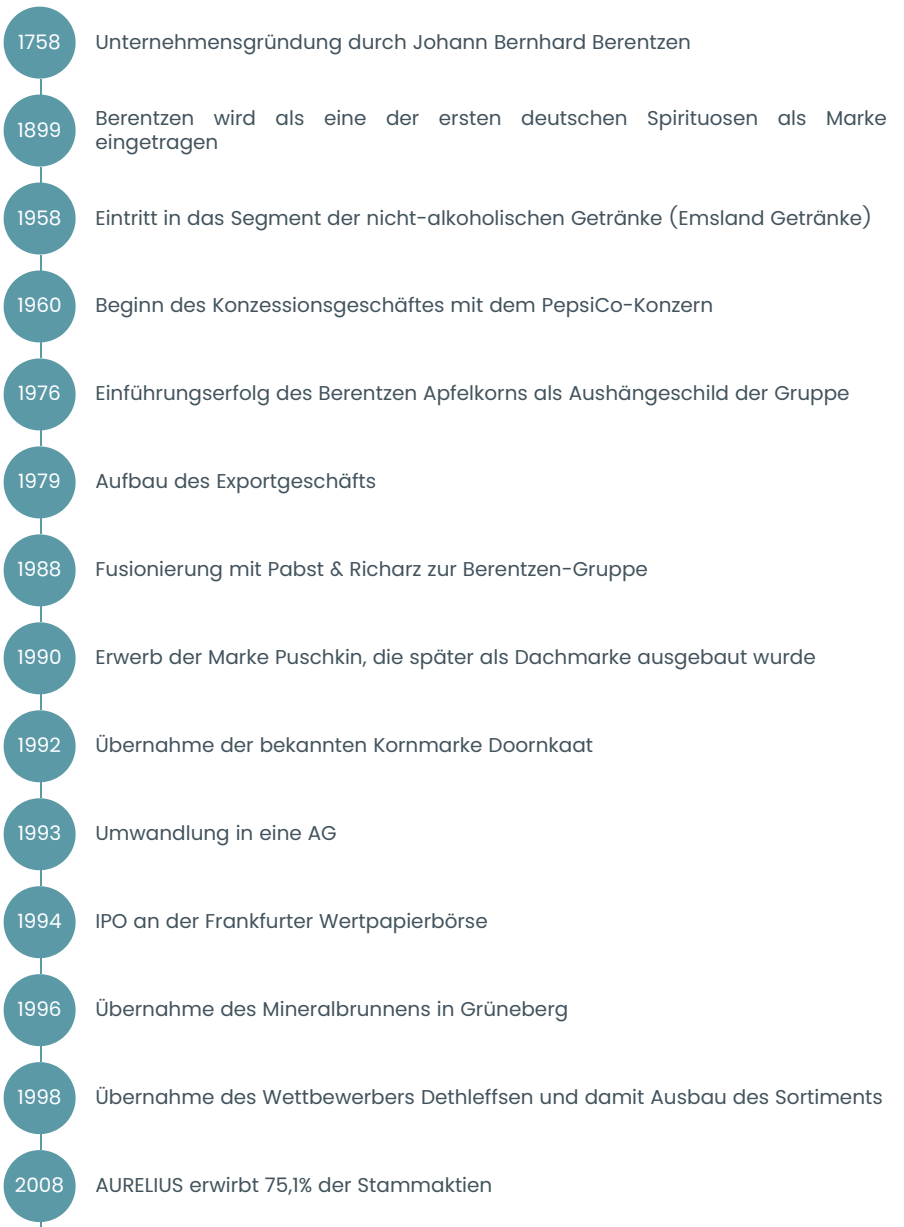 1758
Unternehmensgründung durch Johann Bernhard Berentzen
1899
Berentzen wird als eine der ersten deutschen Spirituosen als Marke
eingetragen
1958
Eintritt in das Segment der nicht-alkoholischen Getränke (Emsland Getränke)
1960
Beginn des Konzessionsgeschäftes mit dem PepsiCo-Konzern
1976
Einführungserfolg des Berentzen Apfelkorns als Aushängeschild der Gruppe
1979
Aufbau des Exportgeschäfts
1988
Fusionierung mit Pabst & Richarz zur Berentzen-Gruppe
1990
Erwerb der Marke Puschkin, die später als Dachmarke ausgebaut wurde
1992
Übernahme der bekannten Kornmarke Doornkaat
1993
Umwandlung in eine AG
1994
IPO an der Frankfurter Wertpapierbörse
1996
Übernahme des Mineralbrunnens in Grüneberg
1998
Übernahme des Wettbewerbers Dethleffsen und damit Ausbau des Sortiments
2008
AURELIUS erwirbt 75,1% der Stammaktien